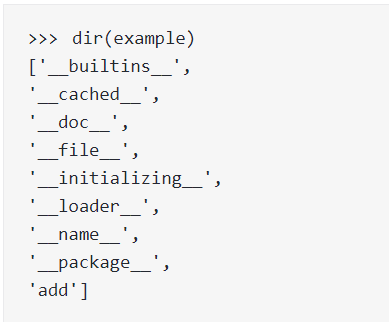 >>> dir(example)
['__builtins__',
'__cached__',
'__doc__',
'__file__',
'__initializing__',
'__loader__',
'__name__',
'__package__',
'add']